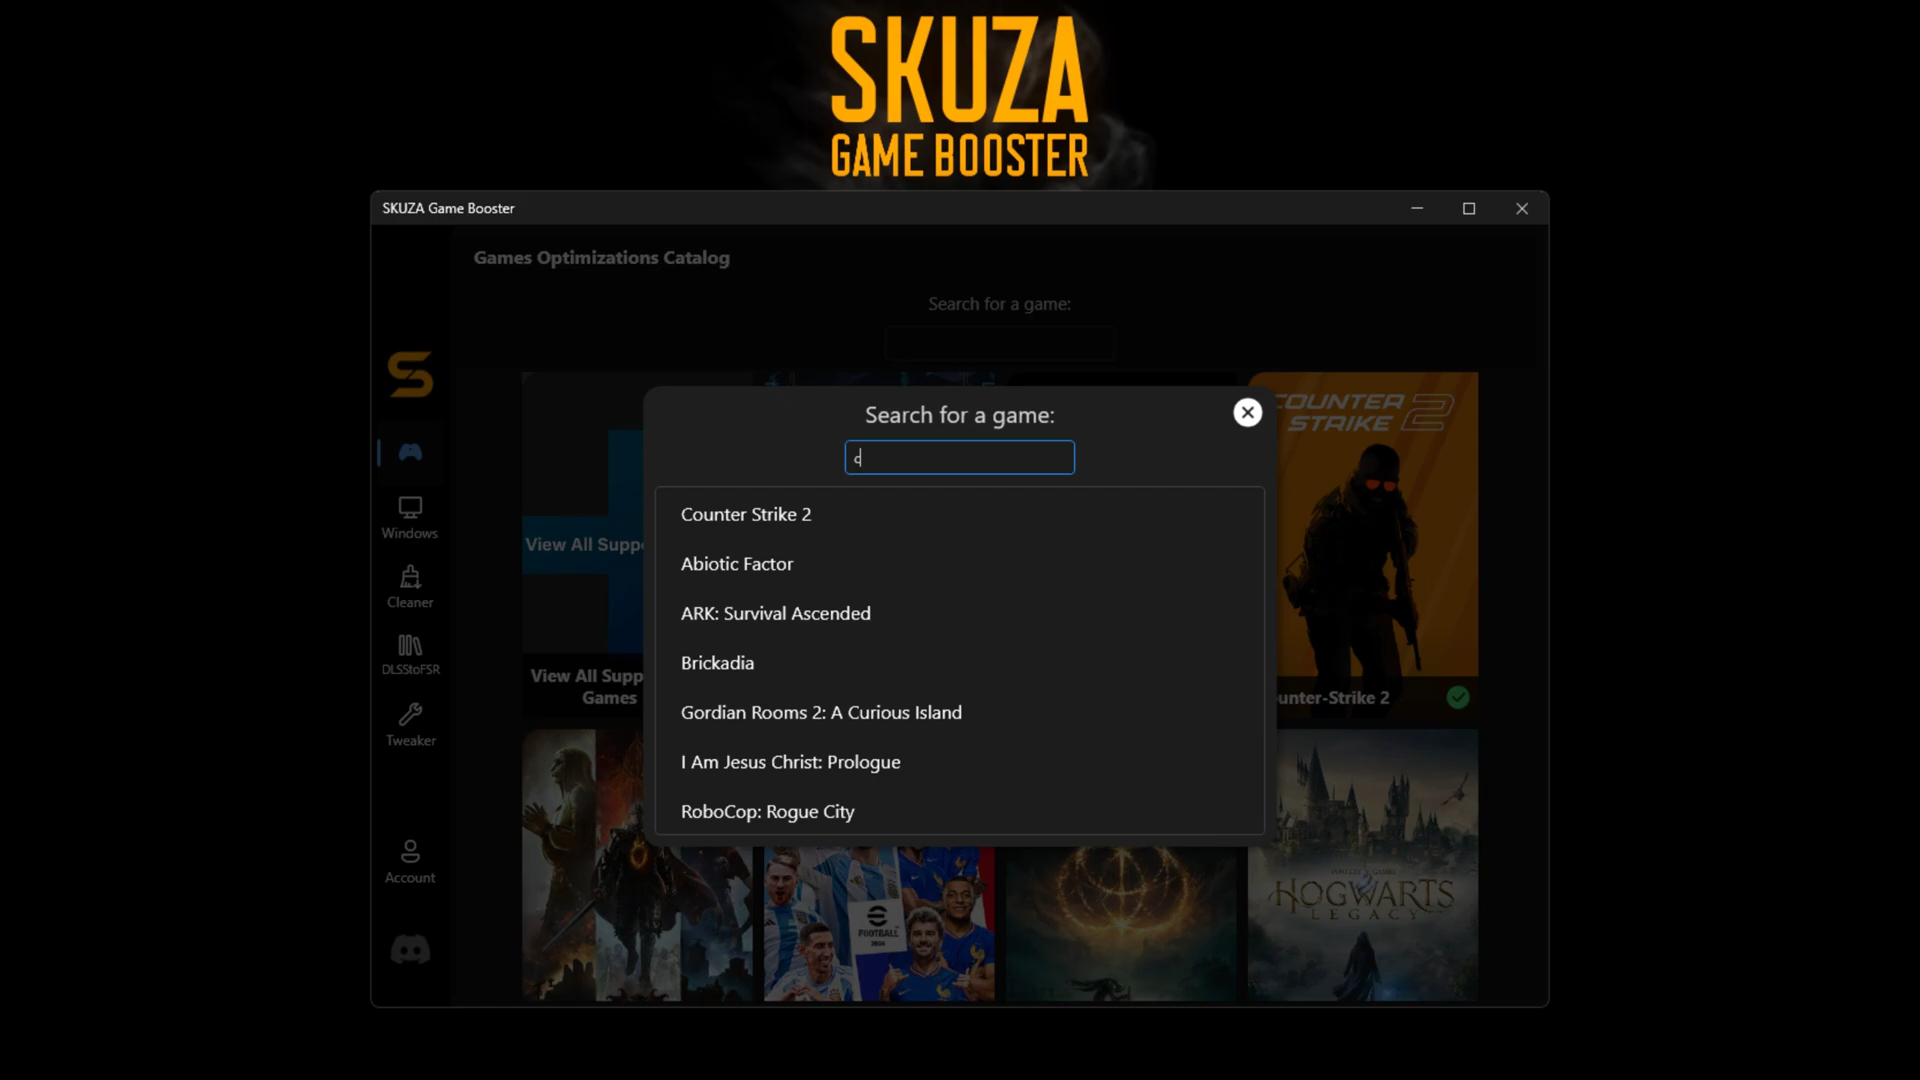 SKUZA
GAME BOOSTER
SKUZA Game Booster
Games Optimizations Catalog
Search for a game:
Search for a game:
c
Counter Strike 2
Abiotic Factor
ARK: Survival Ascended
Brickadia
Gordian Rooms 2: A Curious Island
I Am Jesus Christ: Prologue
RoboCop: Rogue City
Windows
Cleaner
DLSStoFSR
Tweaker
Account
View All Supp
View All Supp
Games
COUNTER
STRIKE 2
unter-Strike 2
FOOTBALL
2024
HOGWARTS
LEGACY